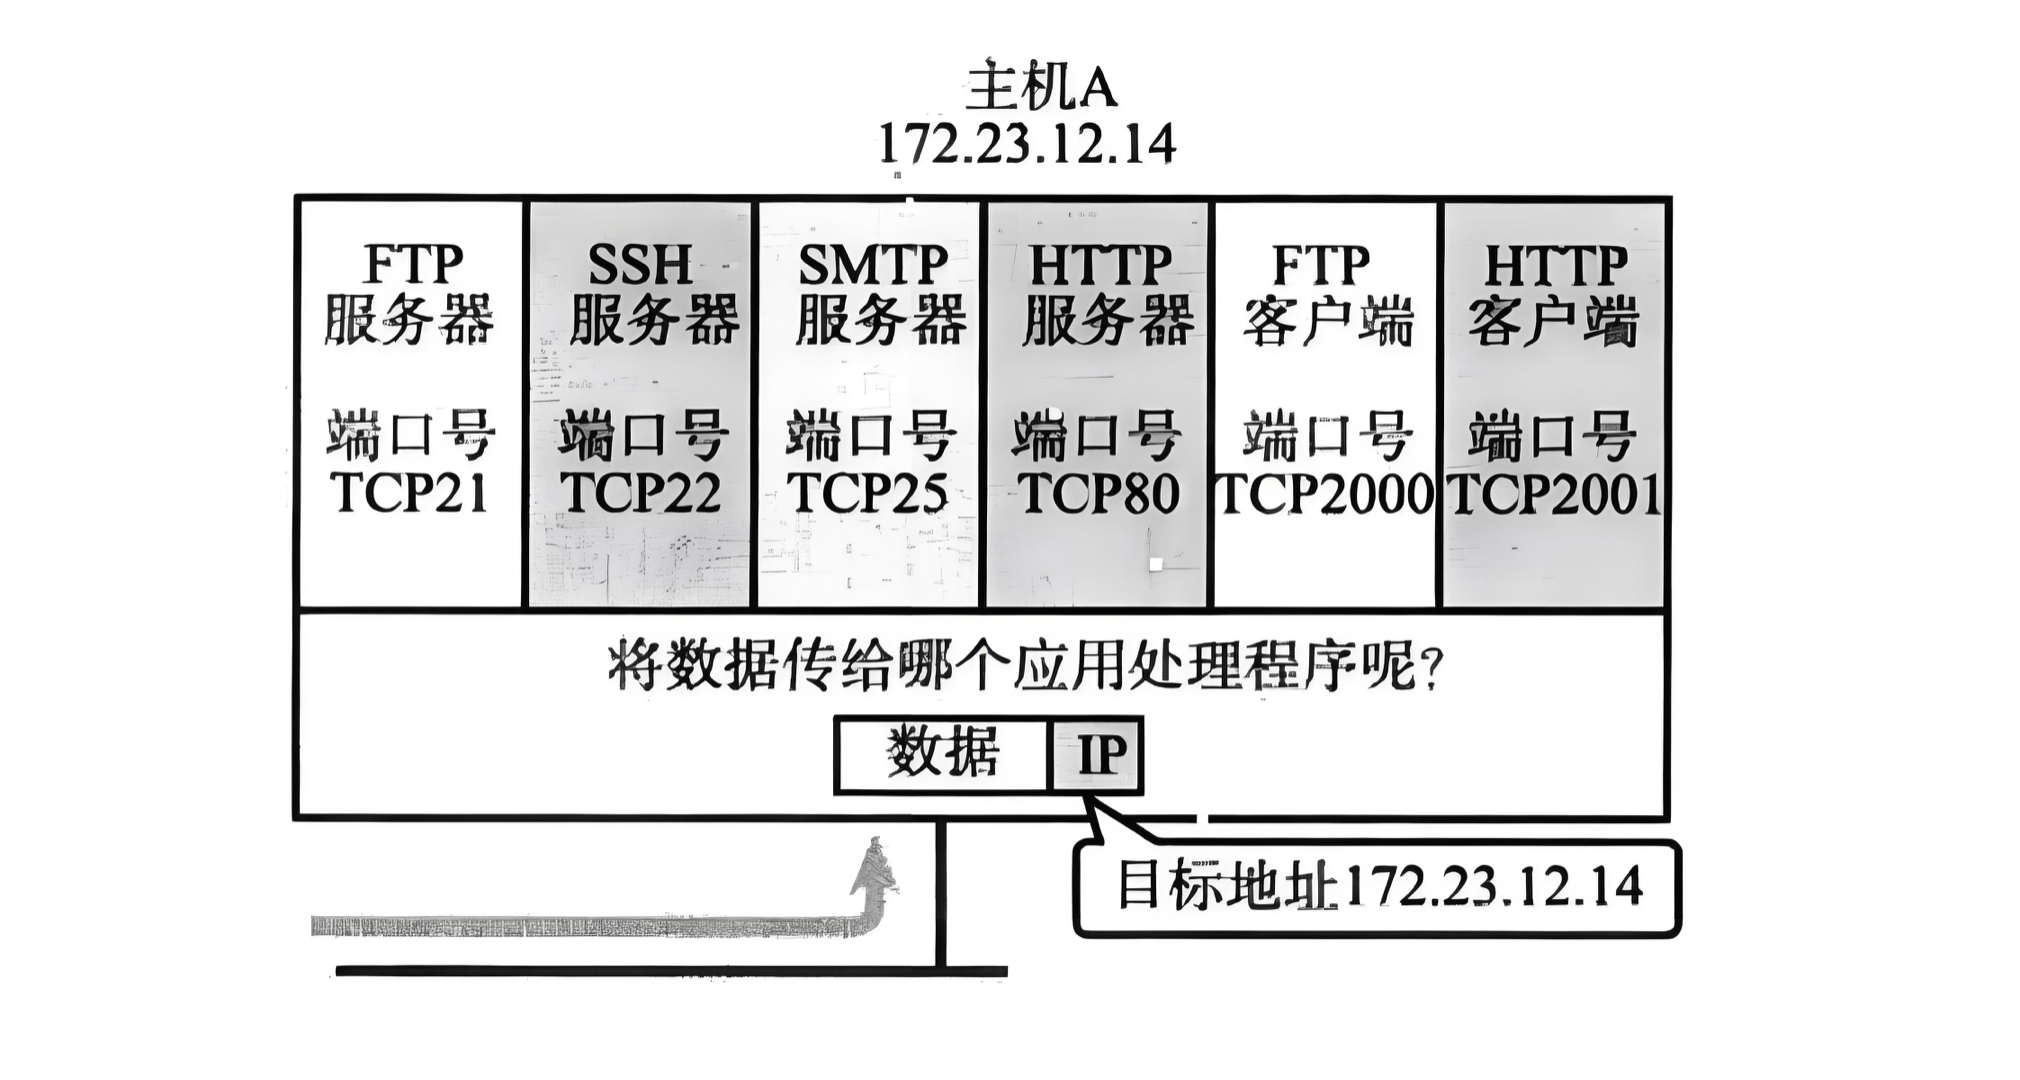 主机A
172.23.12.14
FTP
服务器
端口号
TCP21
SSH
服务器
端口号
TCP22
SMTP
服务器
端口号
TCP25
HTTP
服务器
端口号
TCP80
FTP
客户端
端口号
TCP2000
HTTP
客户端
端口号
TCP2001
将数据传给哪个应用处理程序呢?
数据 IP
目标地址172.23.12.14